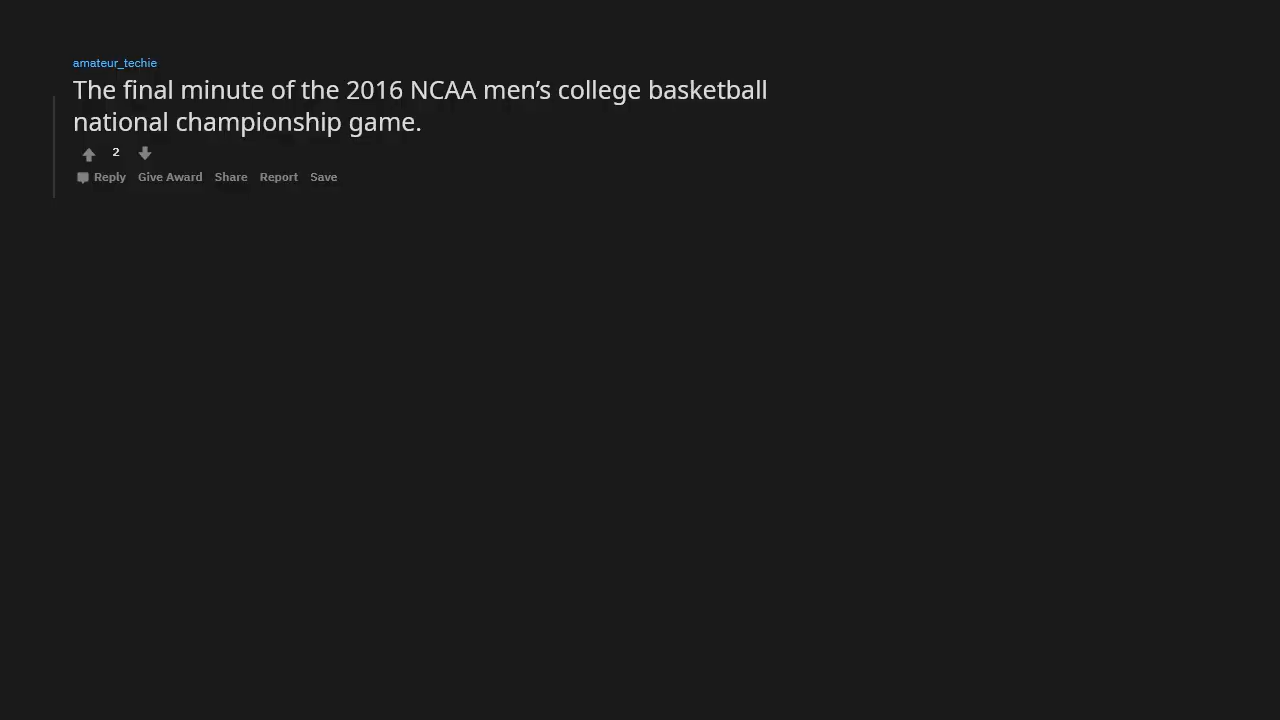 amateur_techie
The final minute of the 2016 NCAA men’s college basketball
national championship game.
2
Reply Give Award Share Report Save